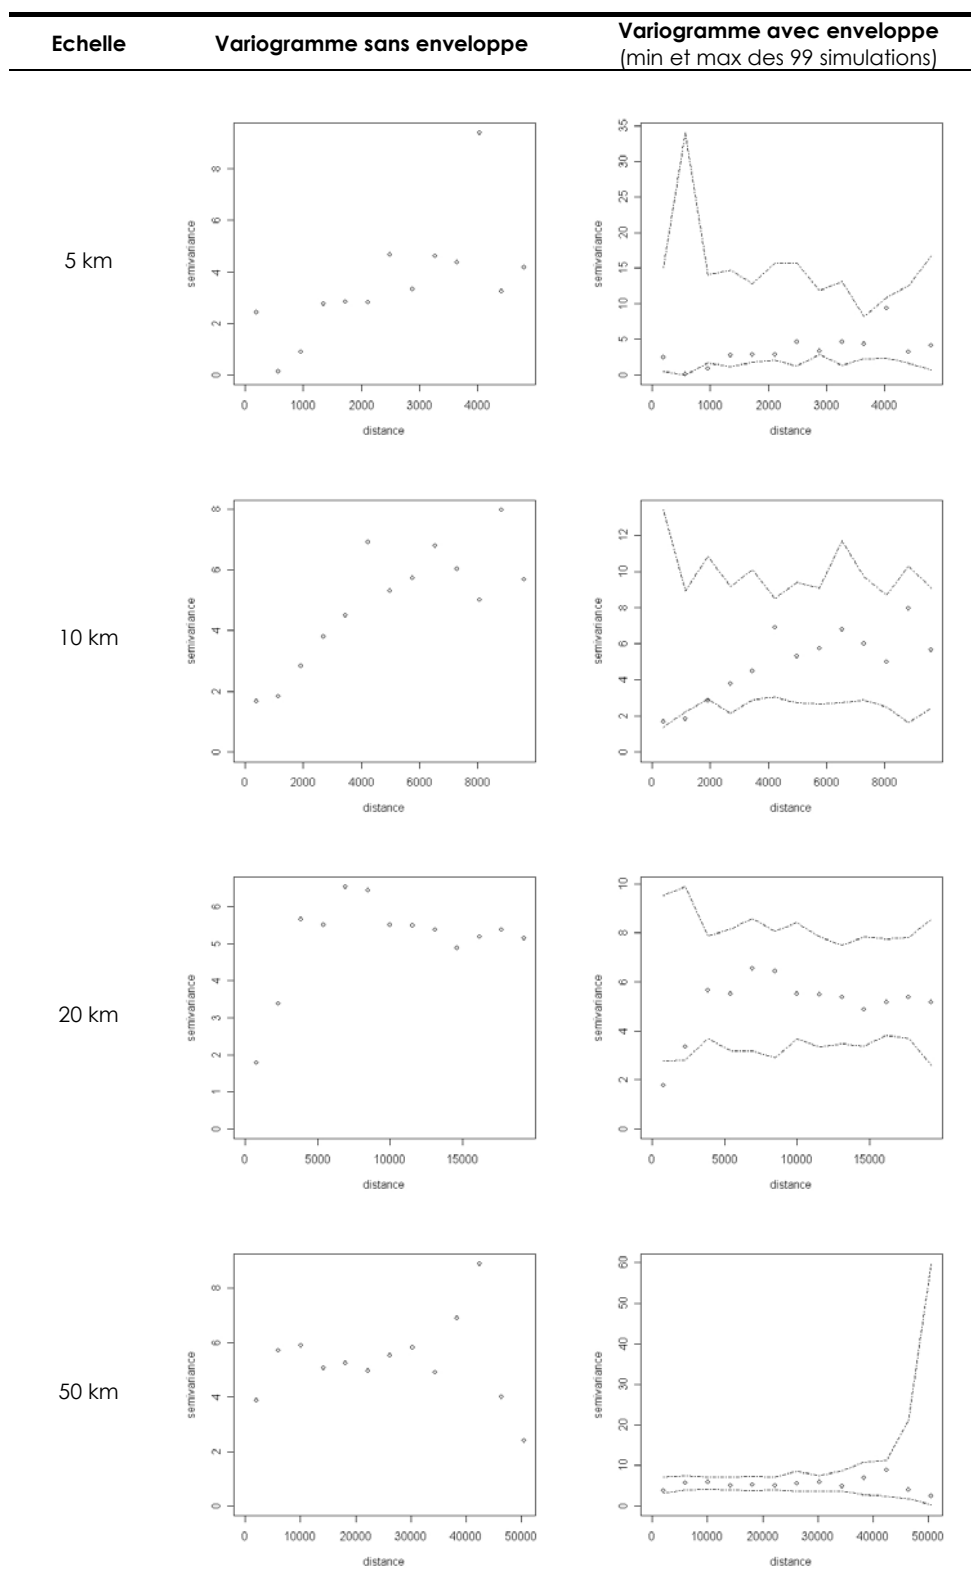 Echelle
Variogramme sans enveloppe
Variogramme avec enveloppe
(min et max des 99 simulations)
5 km
semivariance
0 2 4 6 8
0 1000 2000 3000 4000
distance
semivariance
0 5 10 15 20 25 30 35
0 1000 2000 3000 4000
distance
10 km
semivariance
0 2 4 6 8
0 2000 4000 6000 8000
distance
semivariance
0 2 4 6 8 10 12
0 2000 4000 6000 8000
distance
20 km
semivariance
0 1 2 3 4 5 6
0 5000 10000 15000
distance
semivariance
0 2 4 6 8 10
0 5000 10000 15000
distance
50 km
semivariance
0 2 4 6 8
0 10000 20000 30000 40000 50000
distance
semivariance
0 10 20 30 40 50 60
0 10000 20000 30000 40000 50000
distance